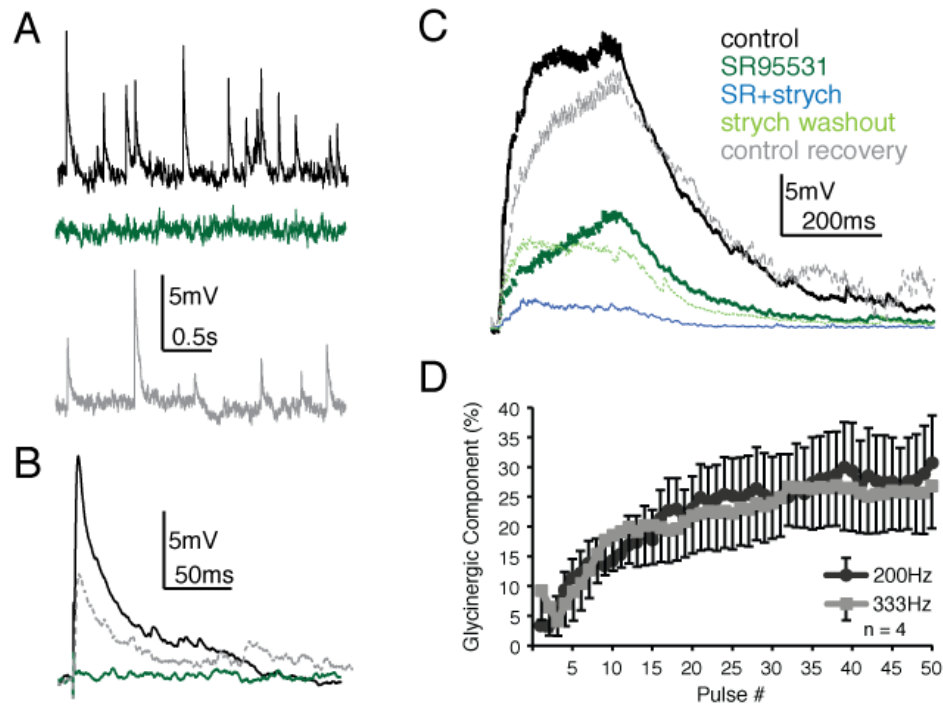 A
5mV
0.5s
B
5mV
50ms
C
control
SR95531
SR+strych
strych washout
control recovery
5mV
200ms
D
Glycinergic Component (%)
40
35
30
25
20
15
10
5
0
5 10 15 20 25 30 35 40 45 50
Pulse #
200Hz
333Hz
n = 4